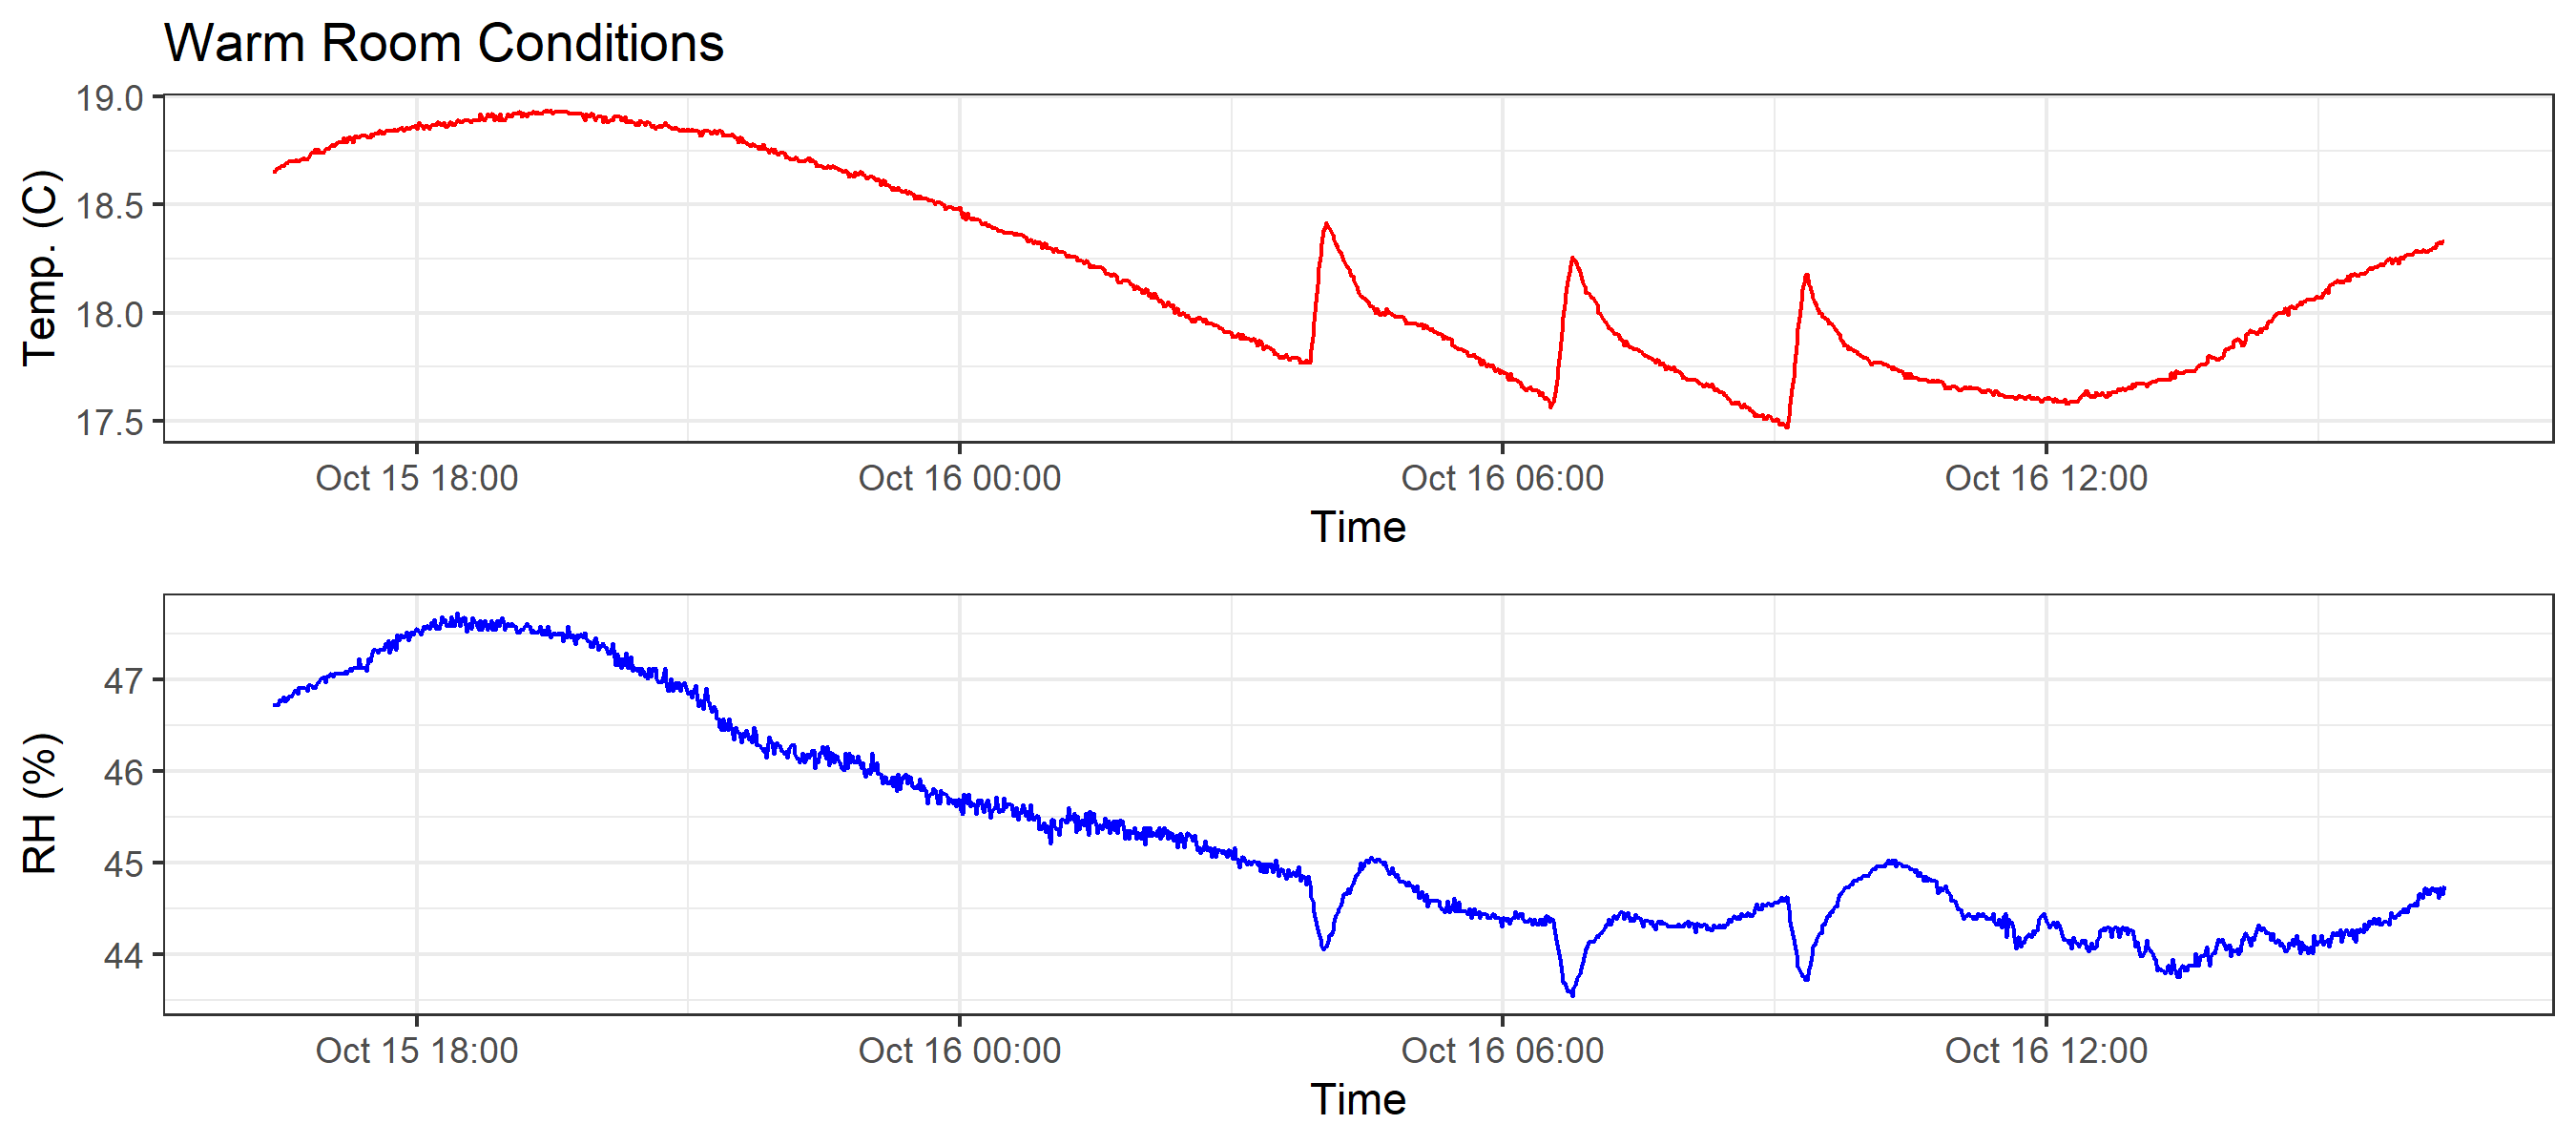 Warm Room Conditions
Temp. (C)
19.0
18.5
18.0
17.5
Oct 15 18:00 Oct 16 00:00 Oct 16 06:00 Oct 16 12:00
Time
RH (%)
47
46
45
44
Oct 15 18:00 Oct 16 00:00 Oct 16 06:00 Oct 16 12:00
Time